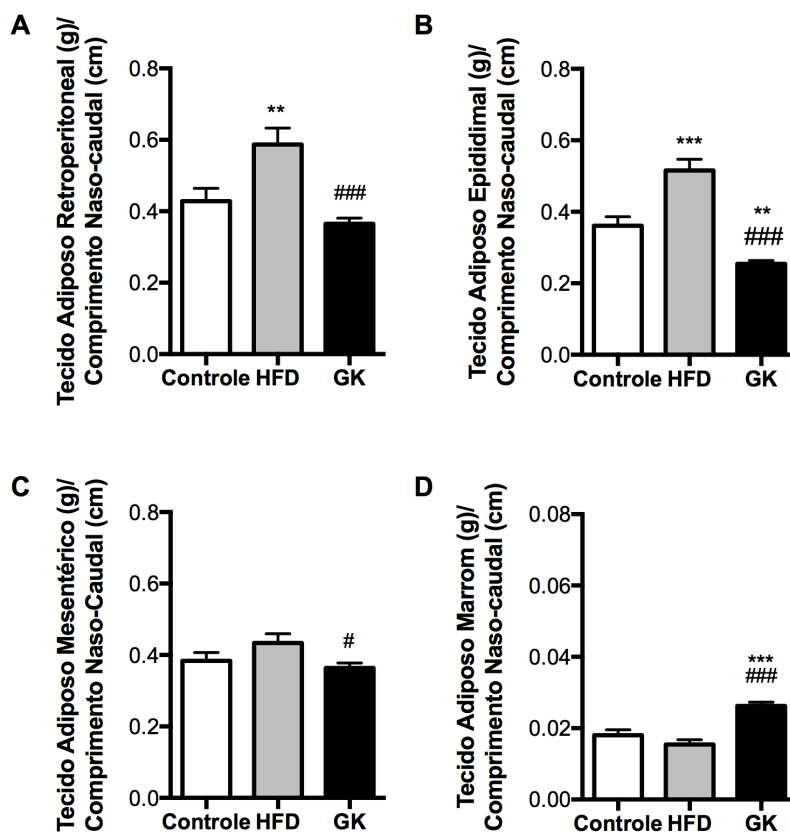 A
Tecido Adiposo Retroperitoneal (g)/
Comprimento Naso-caudal (cm)
0.8
0.6
0.4
0.2
0.0
**
###
Controle HFD GK
B
Tecido Adiposo Epididimal (g)/
Comprimento Naso-caudal (cm)
0.8
0.6
0.4
0.2
0.0
***
**
###
Controle HFD GK
C
Tecido Adiposo Mesentérico (g)/
Comprimento Naso-Caudal (cm)
0.8
0.6
0.4
0.2
0.0
#
Controle HFD GK
D
Tecido Adiposo Marrom (g)/
Comprimento Naso-caudal (cm)
0.08
0.06
0.04
0.02
0.00
***
###
Controle HFD GK